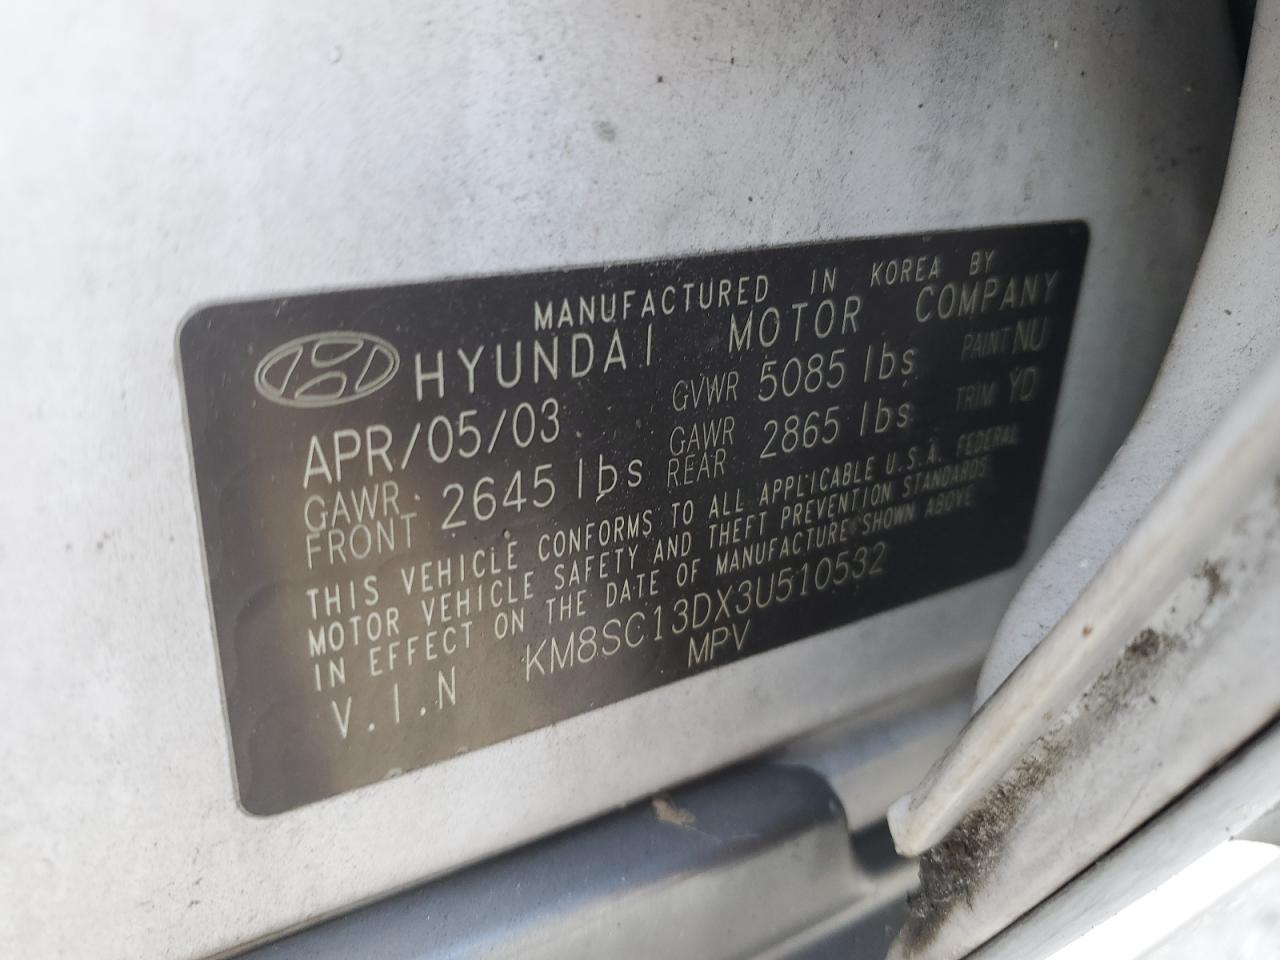 MANUFACTURED IN KOREA BY
HYUNDAI MOTOR COMPANY
APR/05/03 GVWR 5085 lbs PAINT NU
GAWR FRONT 2645 lbs GAWR REAR 2865 lbs TRIM YD
THIS VEHICLE CONFORMS TO ALL APPLICABLE U.S.A. FEDERAL
MOTOR VEHICLE SAFETY AND THEFT PREVENTION STANDARDS
IN EFFECT ON THE DATE OF MANUFACTURE SHOWN ABOVE
V.I.N KM8SC13DX3U510532
MPV